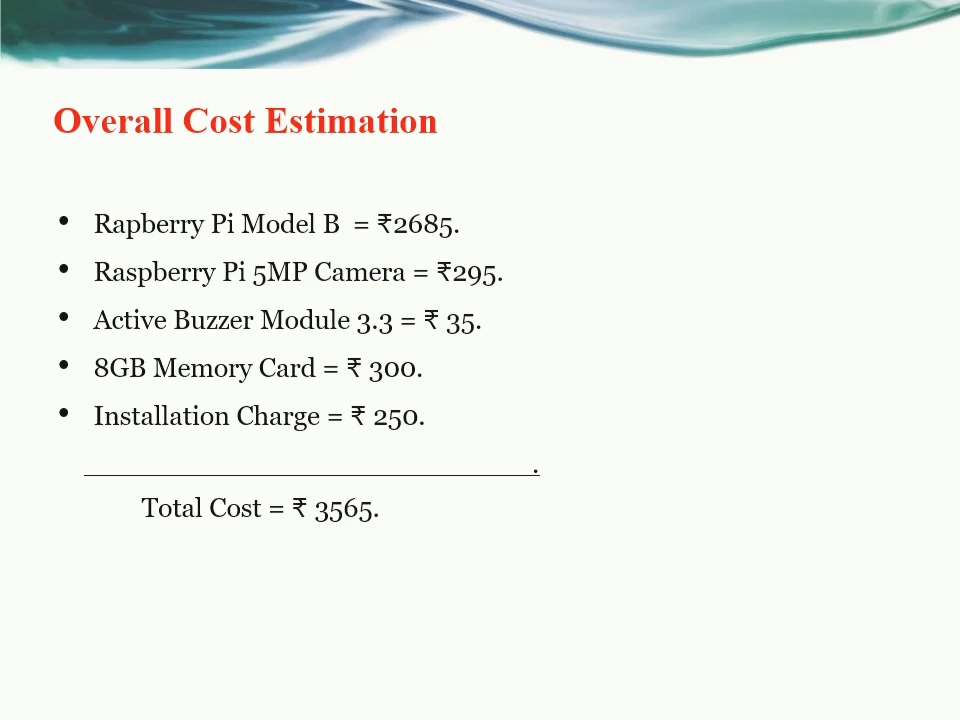 Overall Cost Estimation
• Rapberry Pi Model B  = ₹2685.
• Raspberry Pi 5MP Camera = ₹295.
• Active Buzzer Module 3.3 = ₹ 35.
• 8GB Memory Card = ₹ 300.
• Installation Charge = ₹ 250.
.
Total Cost = ₹ 3565.